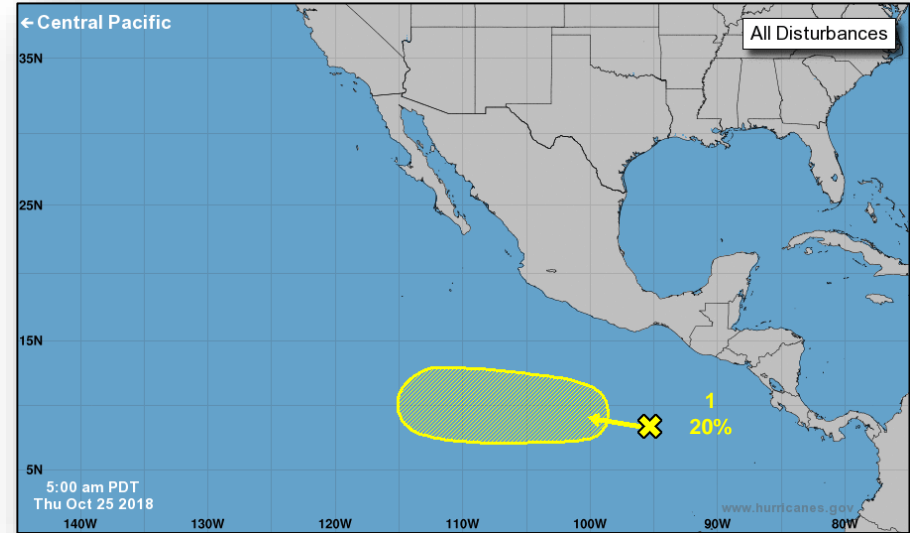 ← Central Pacific
All Disturbances
35N
25N
15N
1
20%
5N
5:00 am PDT
Thu Oct 25 2018
www.hurricanes.gov
140W 130W 120W 110W 100W 90W 80W